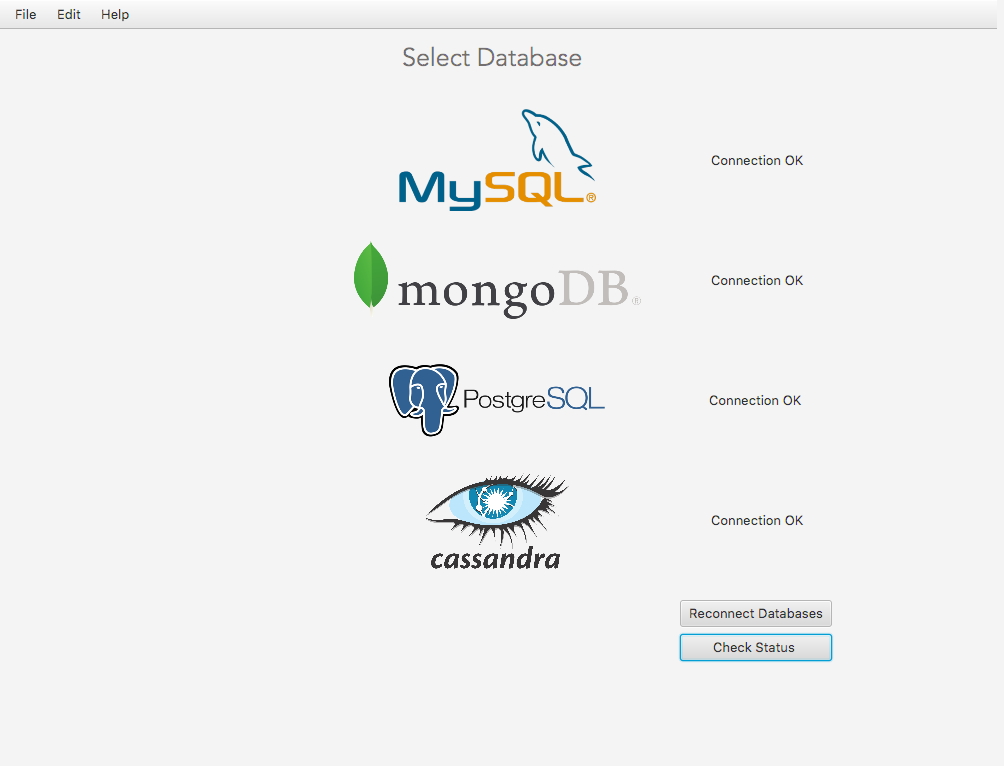 File Edit Help
Select Database
MySQL®
Connection OK
mongoDB®
Connection OK
PostgreSQL
Connection OK
cassandra
Connection OK
Reconnect Databases
Check Status